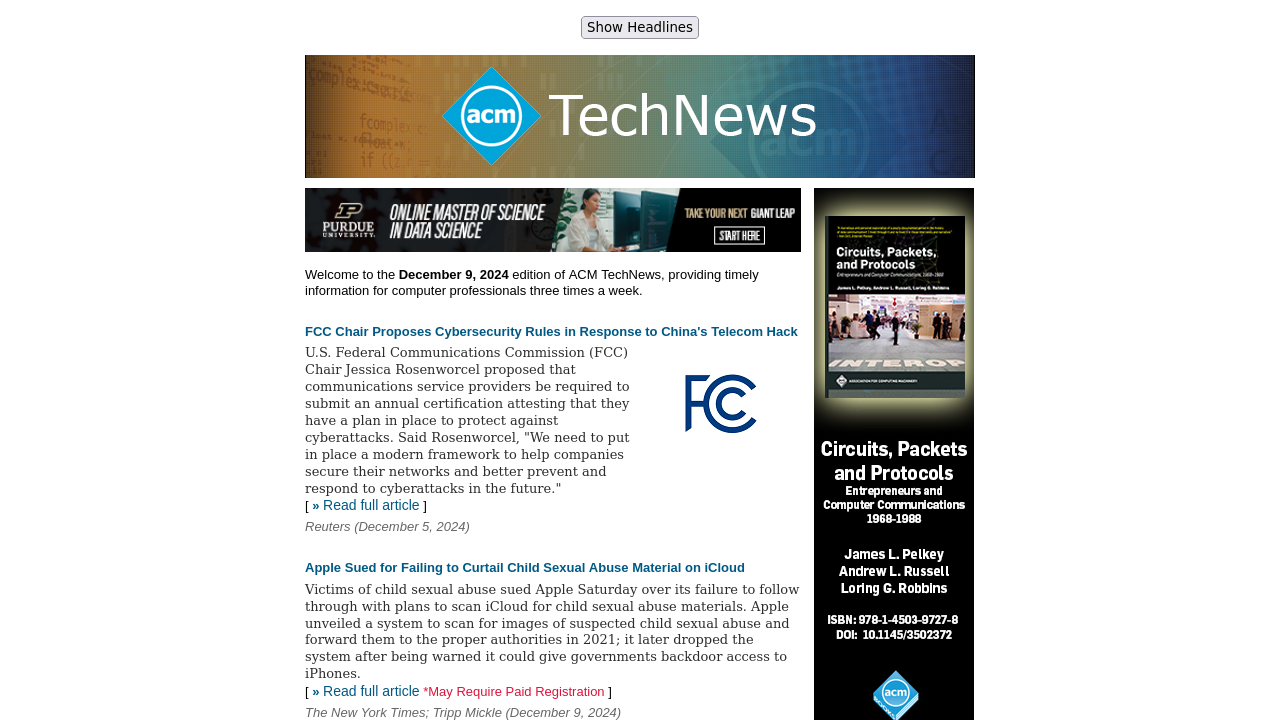 Show Headlines
acm TechNews
PURDUE UNIVERSITY
ONLINE MASTER OF SCIENCE
IN DATA SCIENCE
TAKE YOUR NEXT GIANT LEAP
START HERE
Welcome to the December 9, 2024 edition of ACM TechNews, providing timely
information for computer professionals three times a week.
FCC Chair Proposes Cybersecurity Rules in Response to China's Telecom Hack
U.S. Federal Communications Commission (FCC)
Chair Jessica Rosenworcel proposed that
communications service providers be required to
submit an annual certification attesting that they
have a plan in place to protect against
cyberattacks. Said Rosenworcel, "We need to put
in place a modern framework to help companies
secure their networks and better prevent and
respond to cyberattacks in the future."
[ » Read full article ]
Reuters (December 5, 2024)
FCC
Apple Sued for Failing to Curtail Child Sexual Abuse Material on iCloud
Victims of child sexual abuse sued Apple Saturday over its failure to follow
through with plans to scan iCloud for child sexual abuse materials. Apple
unveiled a system to scan for images of suspected child sexual abuse and
forward them to the proper authorities in 2021; it later dropped the
system after being warned it could give governments backdoor access to
iPhones.
[ » Read full article *May Require Paid Registration ]
The New York Times; Tripp Mickle (December 9, 2024)
Circuits, Packets,
and Protocols
Entrepreneurs and Computer Communications, 1968–1988
James L. Pelkey, Andrew L. Russell, Loring G. Robbins
INTEROP
ASSOCIATION FOR COMPUTING MACHINERY
Circuits, Packets
and Protocols
Entrepreneurs and
Computer Communications
1968-1988
James L. Pelkey
Andrew L. Russell
Loring G. Robbins
ISBN: 978-1-4503-9727-8
DOI: 10.1145/3502372
acm
BOOKS